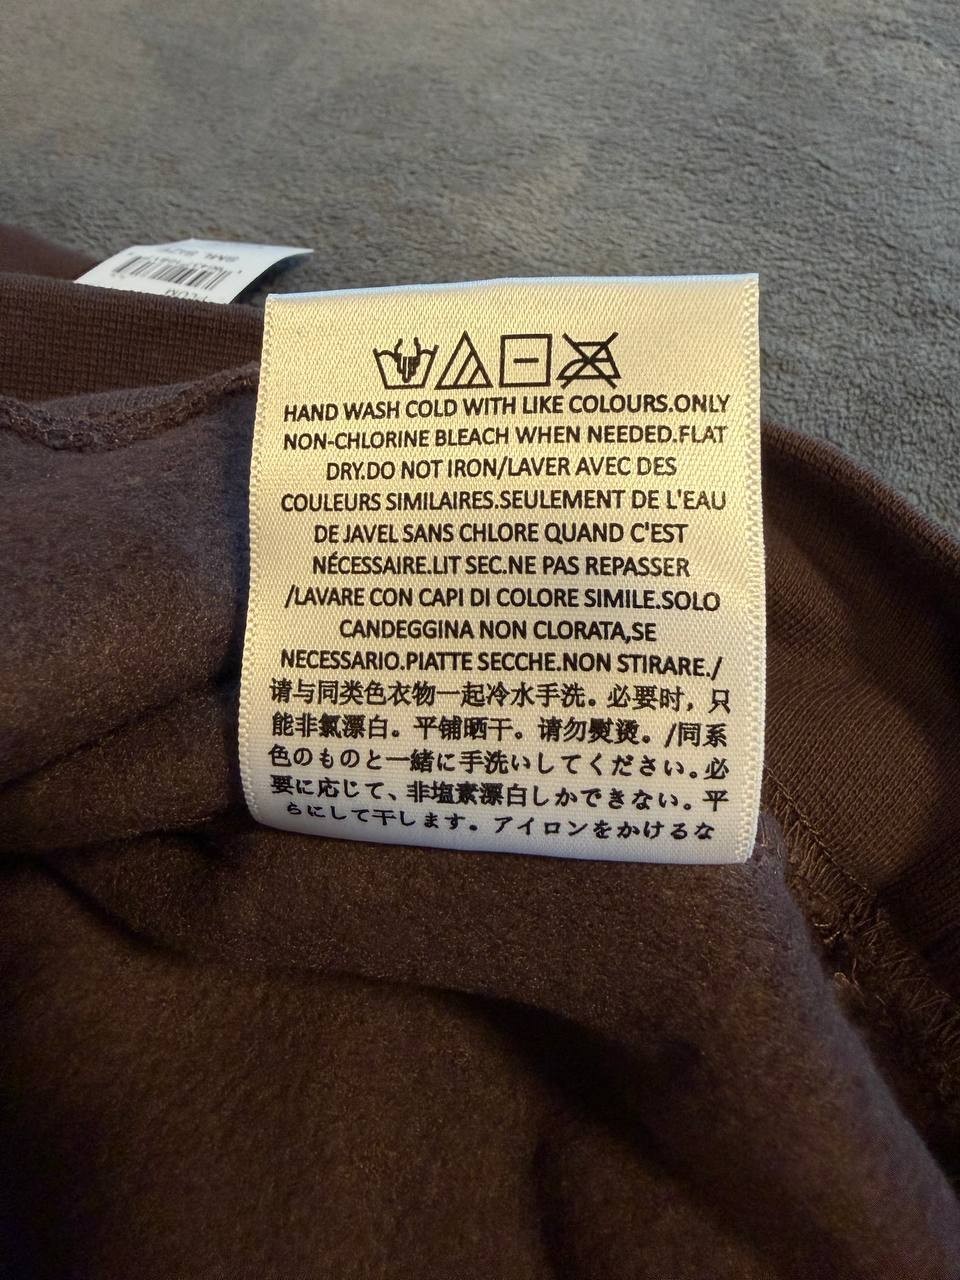 HAND WASH COLD WITH LIKE COLOURS.ONLY
NON-CHLORINE BLEACH WHEN NEEDED.FLAT
DRY.DO NOT IRON/LAVER AVEC DES
COULEURS SIMILAIRES.SEULEMENT DE L'EAU
DE JAVEL SANS CHLORE QUAND C'EST
NÉCESSAIRE.LIT SEC.NE PAS REPASSER
/LAVARE CON CAPI DI COLORE SIMILE.SOLO
CANDEGGINA NON CLORATA,SE
NECESSARIO.PIATTE SECCHE.NON STIRARE./
请与同类色衣物一起冷水手洗。必要时，只
能非氯漂白。平铺晒干。请勿熨烫。/同系
色のものと一緒に手洗いしてください。必
要に応じて、非塩素漂白しかできない。平
らにして干します。アイロンをかけるな